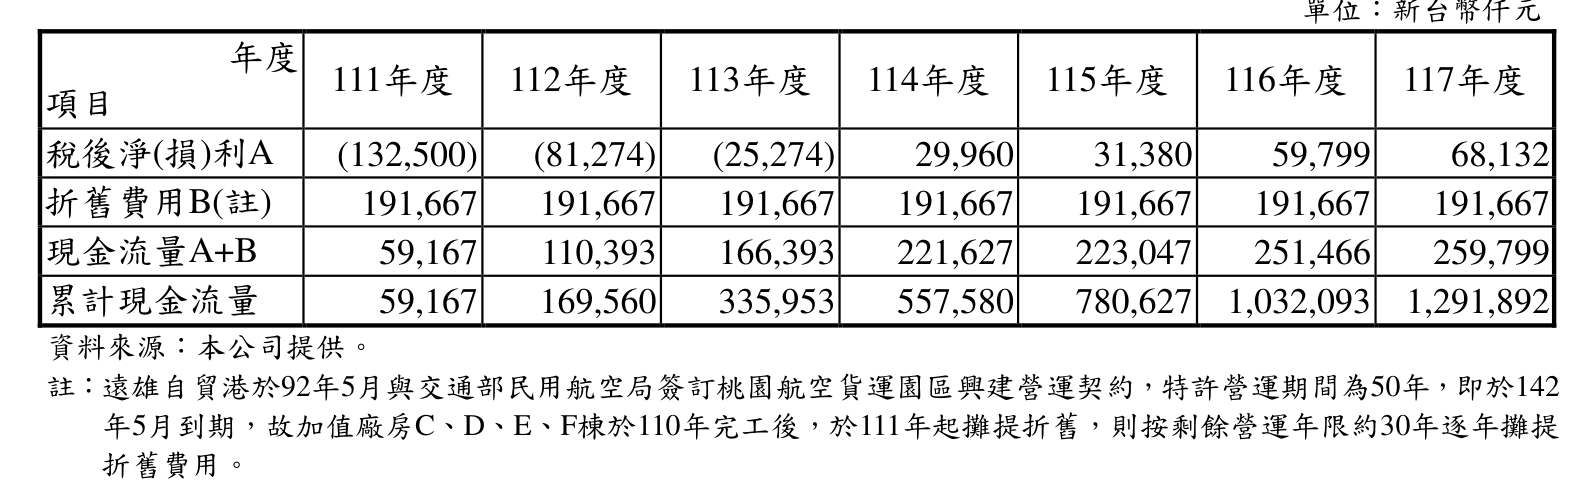 單位：新台幣仟元
年度
項目 111年度 112年度 113年度 114年度 115年度 116年度 117年度
稅後淨(損)利A (132,500) (81,274) (25,274) 29,960 31,380 59,799 68,132
折舊費用B(註) 191,667 191,667 191,667 191,667 191,667 191,667 191,667
現金流量A+B 59,167 110,393 166,393 221,627 223,047 251,466 259,799
累計現金流量 59,167 169,560 335,953 557,580 780,627 1,032,093 1,291,892
資料來源：本公司提供。
註：遠雄自貿港於92年5月與交通部民用航空局簽訂桃園航空貨運園區興建營運契約，特許營運期間為50年，即於142
年5月到期，故加值廠房C、D、E、F棟於110年完工後，於111年起攤提折舊，則按剩餘營運年限約30年逐年攤提
折舊費用。